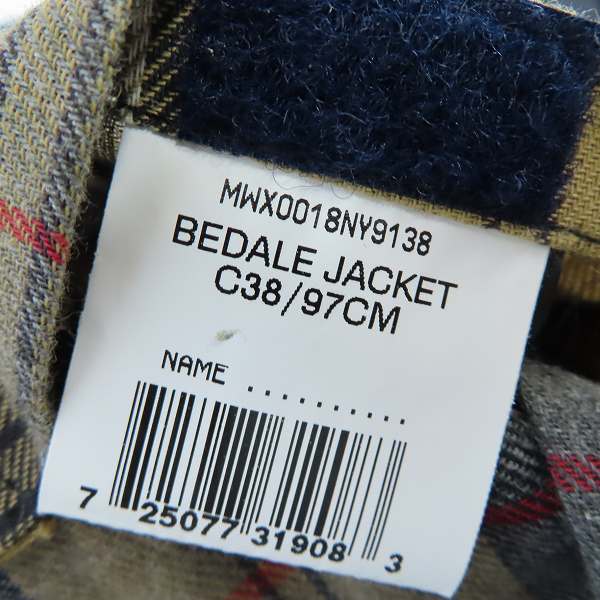 MWX0018NY9138
BEDALE JACKET
C38/97CM
NAME ..........
7 25077 31908 3